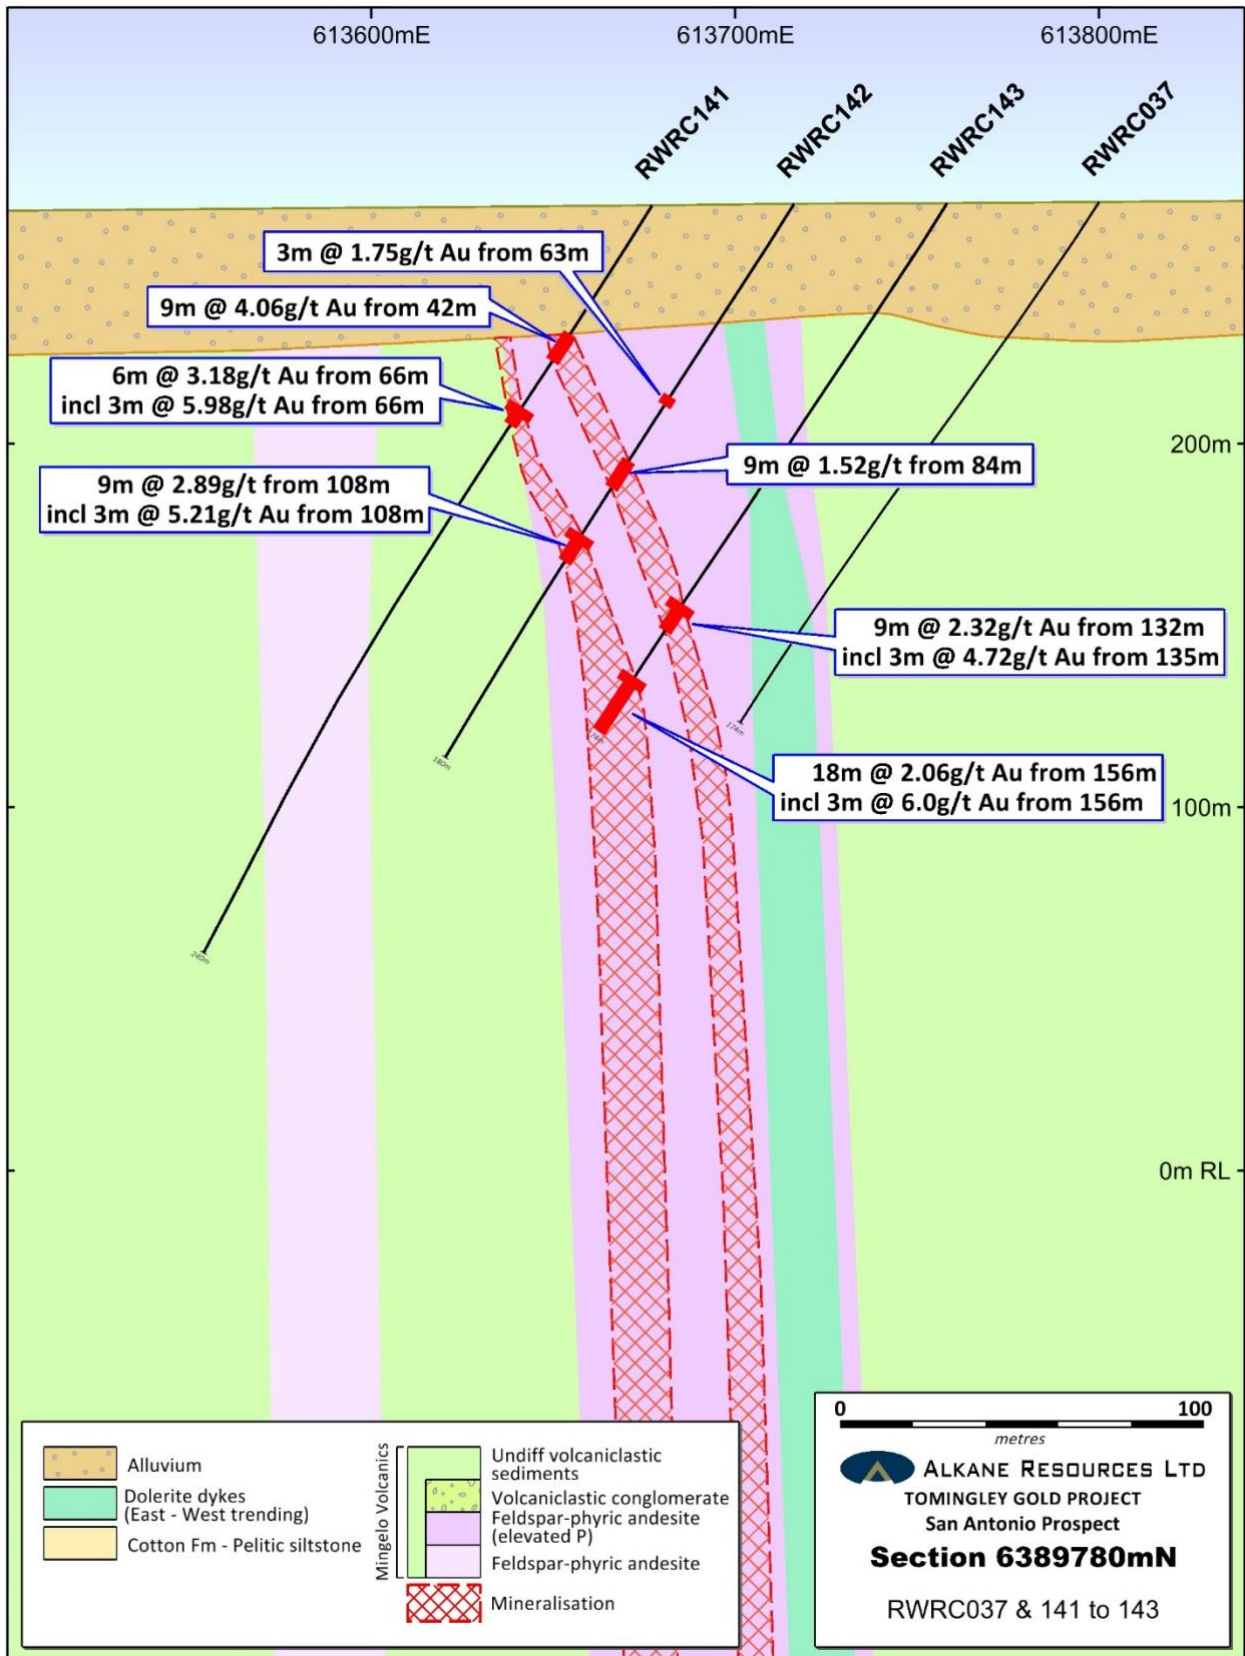 613600mE
613700mE
613800mE
RWRC141
RWRC142
RWRC143
RWRC037
3m @ 1.75g/t Au from 63m
9m @ 4.06g/t Au from 42m
6m @ 3.18g/t Au from 66m
incl 3m @ 5.98g/t Au from 66m
200m
9m @ 1.52g/t from 84m
9m @ 2.89g/t from 108m
incl 3m @ 5.21g/t Au from 108m
9m @ 2.32g/t Au from 132m
incl 3m @ 4.72g/t Au from 135m
174m
180m
18m @ 2.06g/t Au from 156m
incl 3m @ 6.0g/t Au from 156m
100m
240m
0m RL
Alluvium
Dolerite dykes
(East - West trending)
Cotton Fm - Pelitic siltstone
Mingelo Volcanics
Undiff volcaniclastic
sediments
Volcaniclastic conglomerate
Feldspar-phyric andesite
(elevated P)
Feldspar-phyric andesite
Mineralisation
0 100
metres
ALKANE RESOURCES LTD
TOMINGLEY GOLD PROJECT
San Antonio Prospect
Section 6389780mN
RWRC037 & 141 to 143